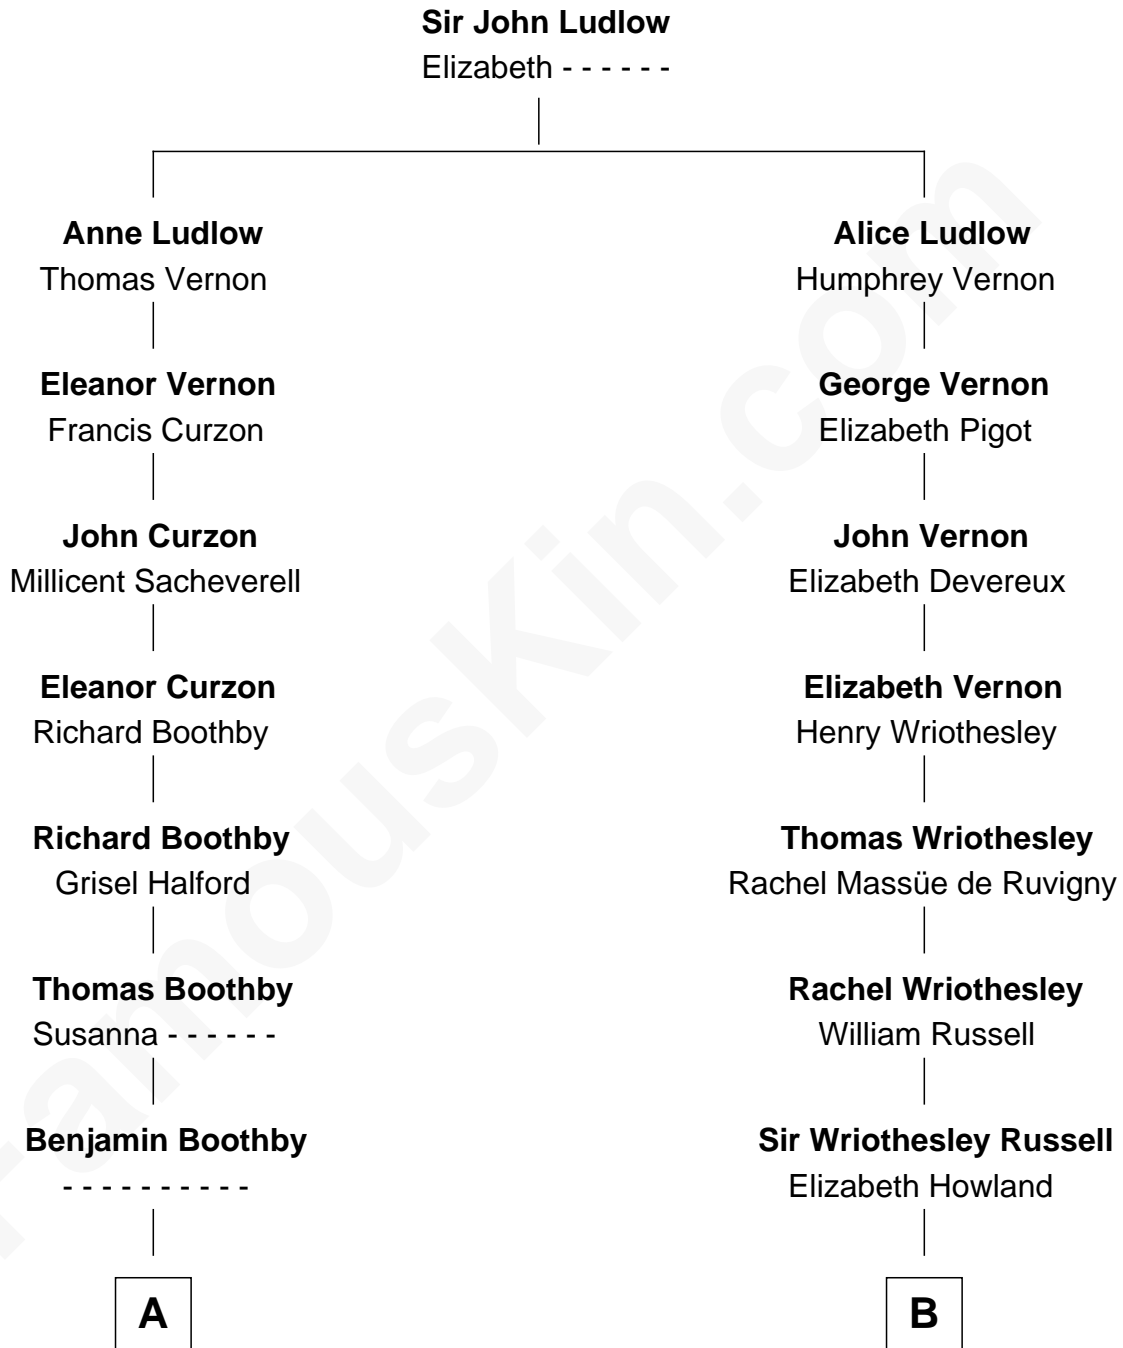 Sir John Ludlow
Elizabeth - - - - - -
Anne Ludlow
Thomas Vernon
Alice Ludlow
Humphrey Vernon
Eleanor Vernon
Francis Curzon
George Vernon
Elizabeth Pigot
John Curzon
Millicent Sacheverell
John Vernon
Elizabeth Devereux
Eleanor Curzon
Richard Boothby
Elizabeth Vernon
Henry Wriothesley
Richard Boothby
Grisel Halford
Thomas Wriothesley
Rachel Massüe de Ruvigny
Thomas Boothby
Susanna - - - - - -
Rachel Wriothesley
William Russell
Benjamin Boothby
- - - - - - - - - -
Sir Wriothesley Russell
Elizabeth Howland
A
B
FamousKin.com